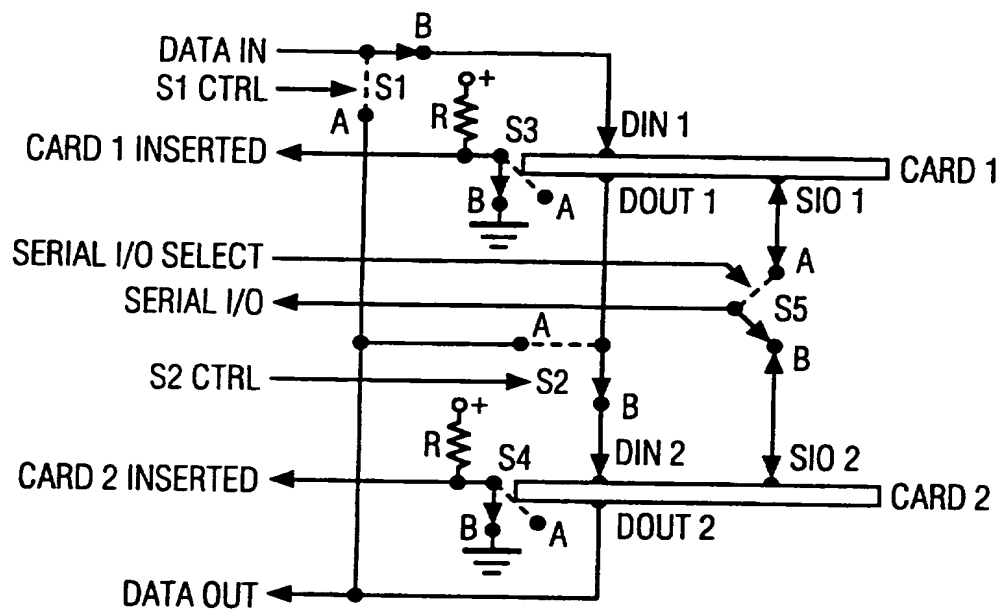 DATA IN
B
S1 CTRL
S1
A
+
R
S3
DIN 1
CARD 1 INSERTED
CARD 1
B
A
DOUT 1
SIO 1
SERIAL I/O SELECT
A
SERIAL I/O
S5
A
B
S2 CTRL
S2
B
+
R
S4
DIN 2
SIO 2
CARD 2 INSERTED
CARD 2
B
A
DOUT 2
DATA OUT